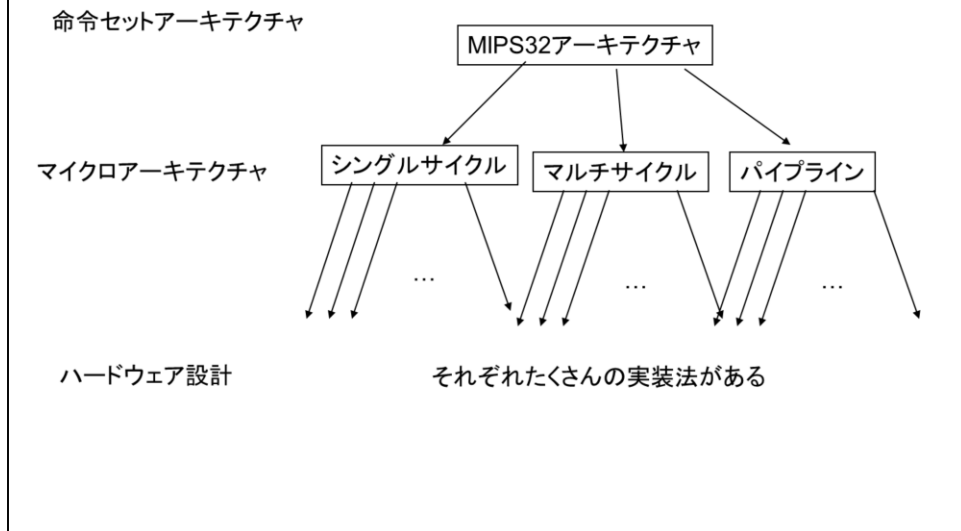 命令セットアーキテクチャ
MIPS32アーキテクチャ
マイクロアーキテクチャ
シングルサイクル
マルチサイクル
パイプライン
…
…
…
ハードウェア設計
それぞれたくさんの実装法がある